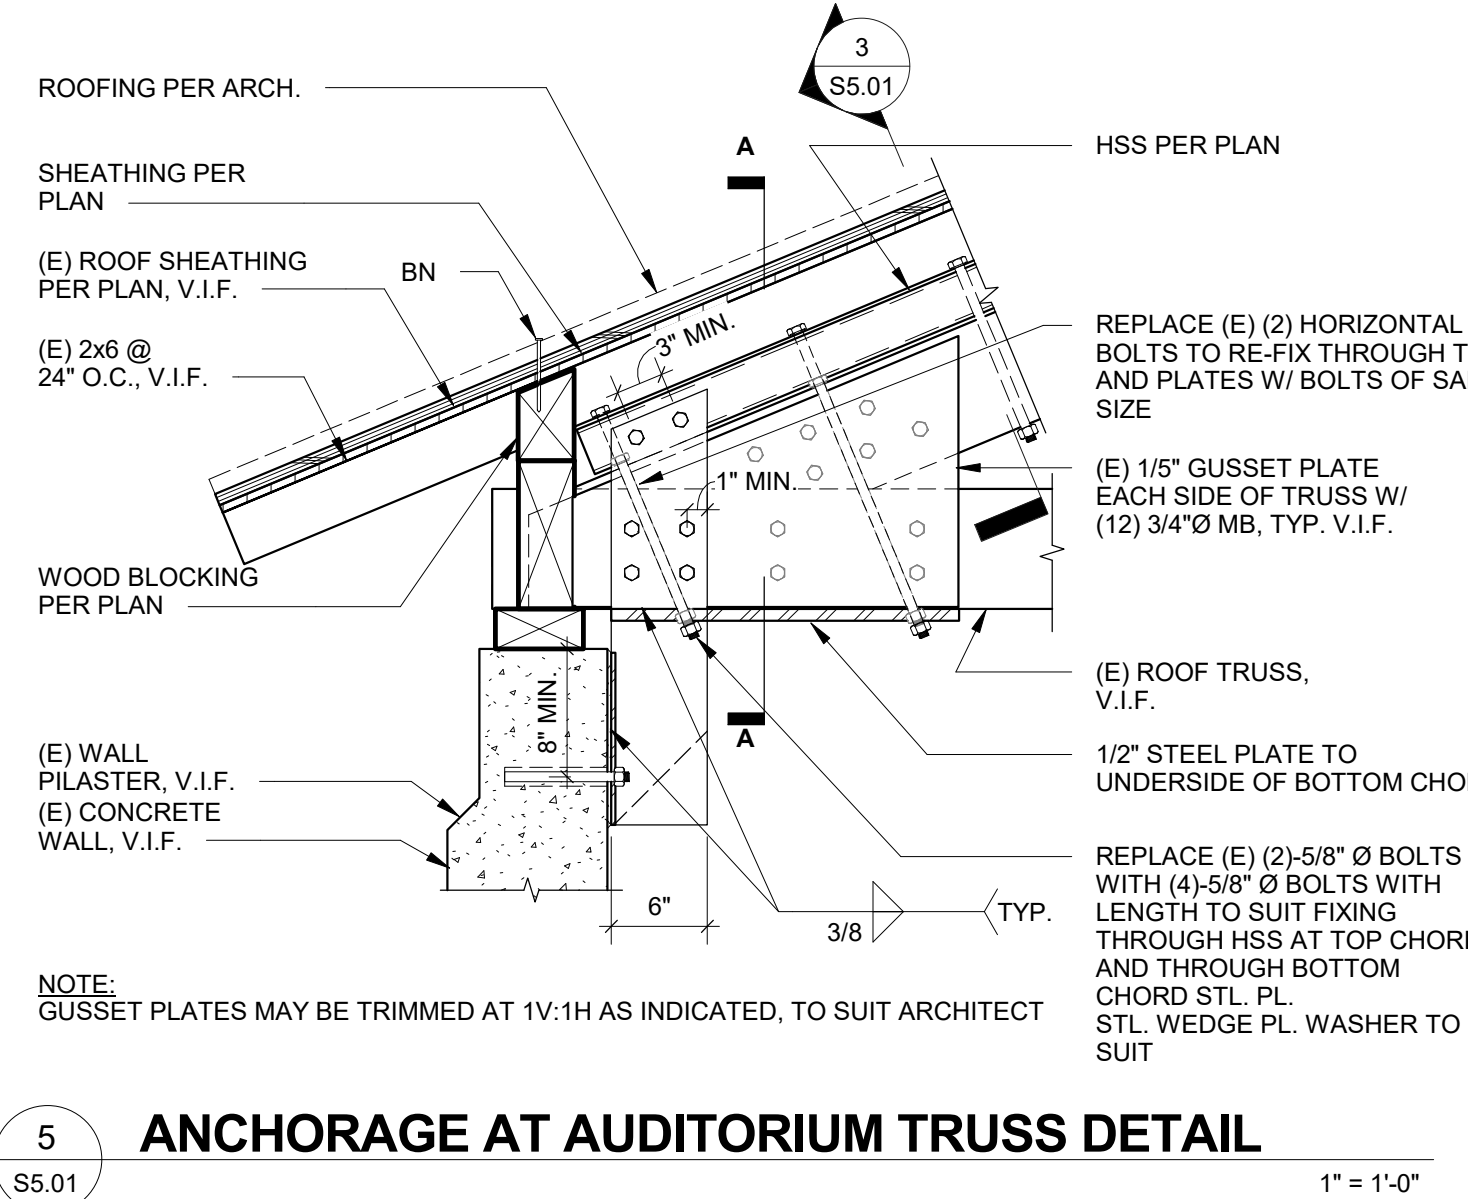 3
S5.01
ROOFING PER ARCH.
A
HSS PER PLAN
SHEATHING PER
PLAN
(E) ROOF SHEATHING
PER PLAN, V.I.F.
BN
3" MIN.
(E) 2x6 @
24" O.C., V.I.F.
REPLACE (E) (2) HORIZONTAL
BOLTS TO RE-FIX THROUGH
AND PLATES W/ BOLTS OF
SIZE
1" MIN.
(E) 1/5" GUSSET PLATE
EACH SIDE OF TRUSS W/
(12) 3/4"Ø MB, TYP. V.I.F.
WOOD BLOCKING
PER PLAN
(E) ROOF TRUSS,
V.I.F.
8" MIN.
A
(E) WALL
PILASTER, V.I.F.
(E) CONCRETE
WALL, V.I.F.
1/2" STEEL PLATE TO
UNDERSIDE OF BOTTOM
REPLACE (E) (2)-5/8" Ø BOLTS
WITH (4)-5/8" Ø BOLTS WITH
LENGTH TO SUIT FIXING
THROUGH HSS AT TOP
AND THROUGH BOTTOM
CHORD STL. PL.
STL. WEDGE PL. WASHER TO
SUIT
6"
3/8
TYP.
NOTE:
GUSSET PLATES MAY BE TRIMMED AT 1V:1H AS INDICATED, TO SUIT ARCHITECT
5
S5.01
ANCHORAGE AT AUDITORIUM TRUSS DETAIL
1" = 1'-0"